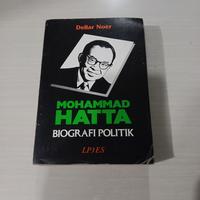 Deliar Noer
MOHAMMAD
HATTA
BIOGRAFI POLITIK
LP3ES